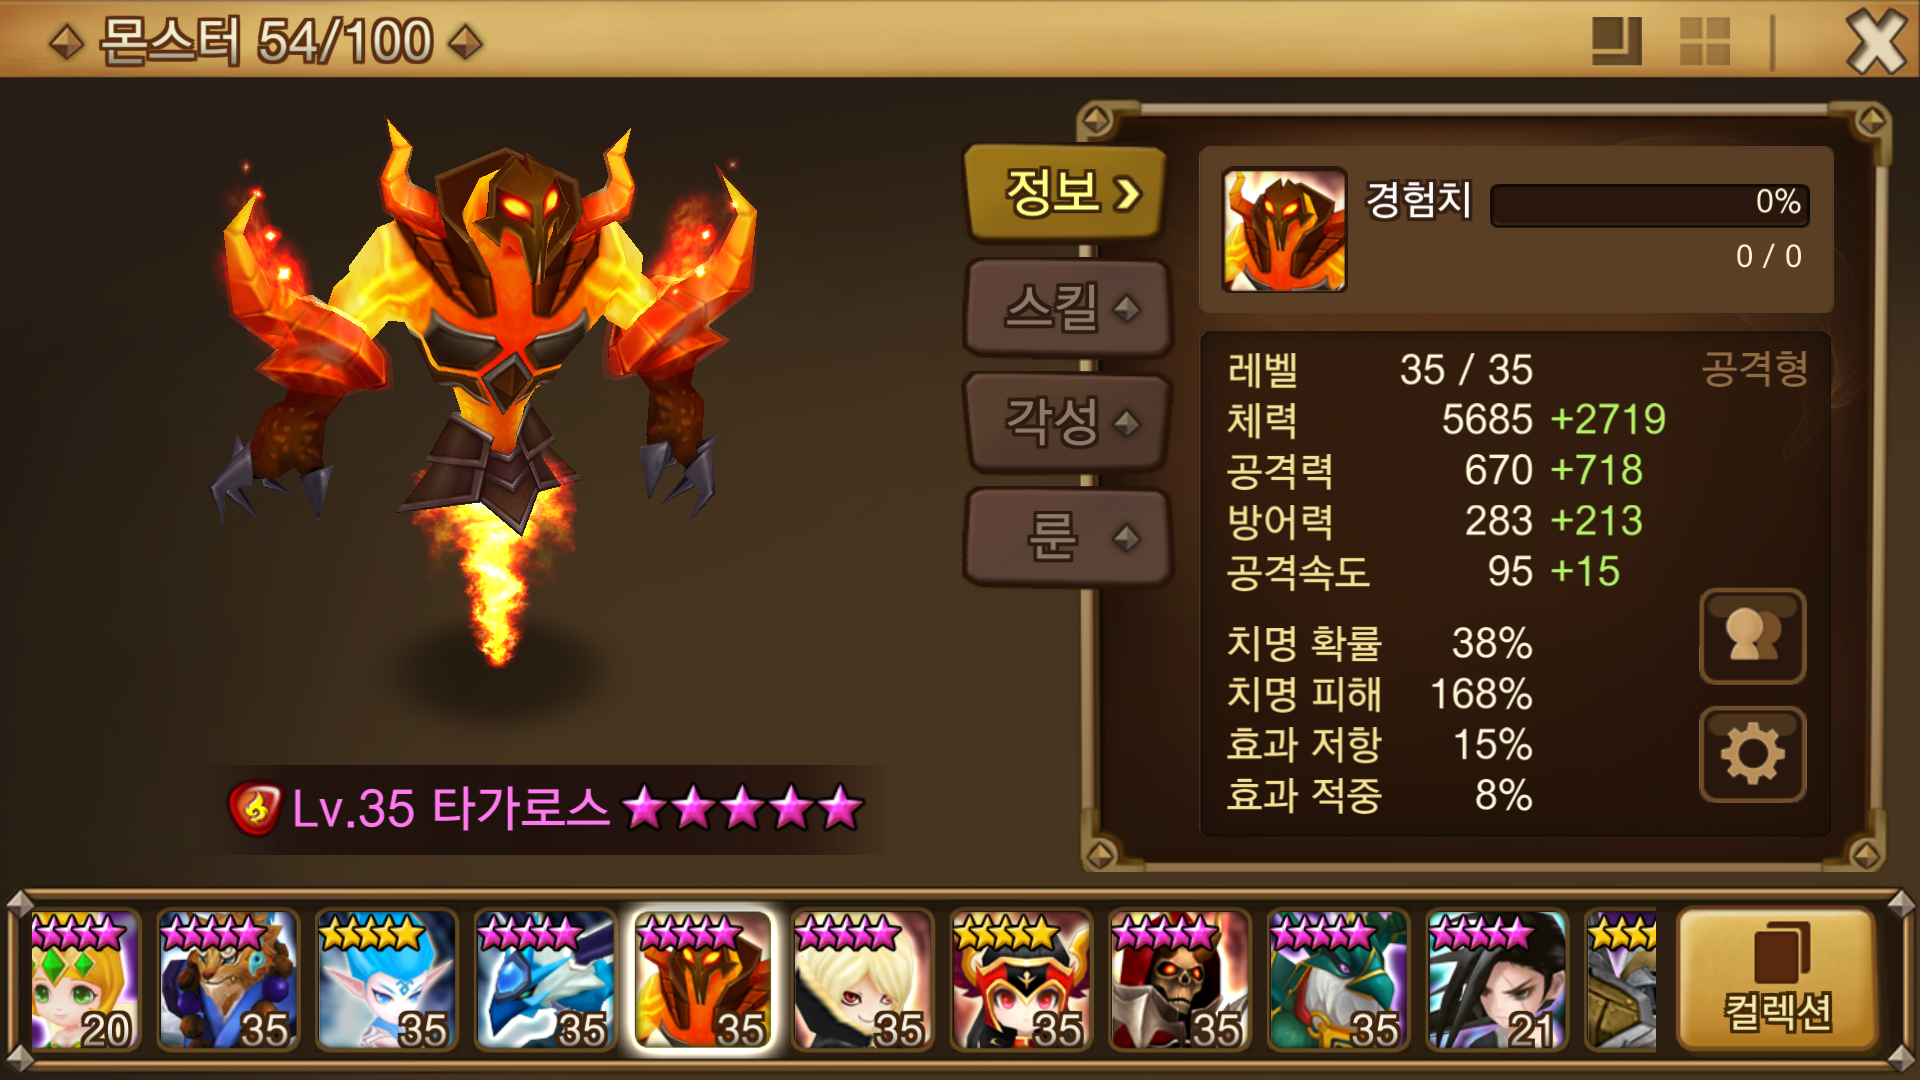 몬스터 54/100
정보
스킬
각성
룬
경험치 0%
0 / 0
레벨 35 / 35 공격형
체력 5685 +2719
공격력 670 +718
방어력 283 +213
공격속도 95 +15
치명 확률 38%
치명 피해 168%
효과 저항 15%
효과 적중 8%
Lv.35 타가로스
20 35 35 35 35 35 35 35 35 21
컬렉션